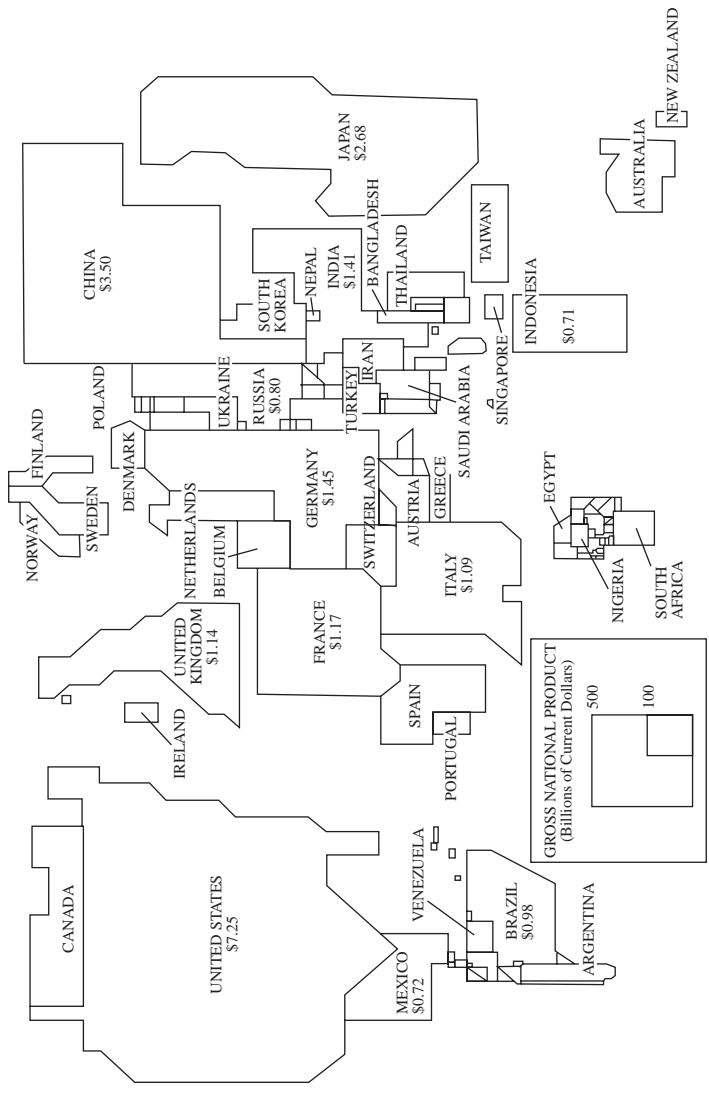 CANADA
UNITED STATES
$7.25
MEXICO
$0.72
VENEZUELA
BRAZIL
$0.98
ARGENTINA
IRELAND
UNITED
KINGDOM
$1.14
NORWAY
SWEDEN
FINLAND
DENMARK
NETHERLANDS
BELGIUM
GERMANY
$1.45
FRANCE
$1.17
SPAIN
PORTUGAL
SWITZERLAND
AUSTRIA
ITALY
$1.09
GREECE
POLAND
UKRAINE
RUSSIA
$0.80
TURKEY
IRAN
SAUDI ARABIA
CHINA
$3.50
SOUTH
KOREA
NEPAL
INDIA
$1.41
BANGLADESH
THAILAND
JAPAN
$2.68
TAIWAN
SINGAPORE
INDONESIA
$0.71
AUSTRALIA
NEW ZEALAND
EGYPT
NIGERIA
SOUTH
AFRICA
GROSS NATIONAL PRODUCT
(Billions of Current Dollars)
500
100